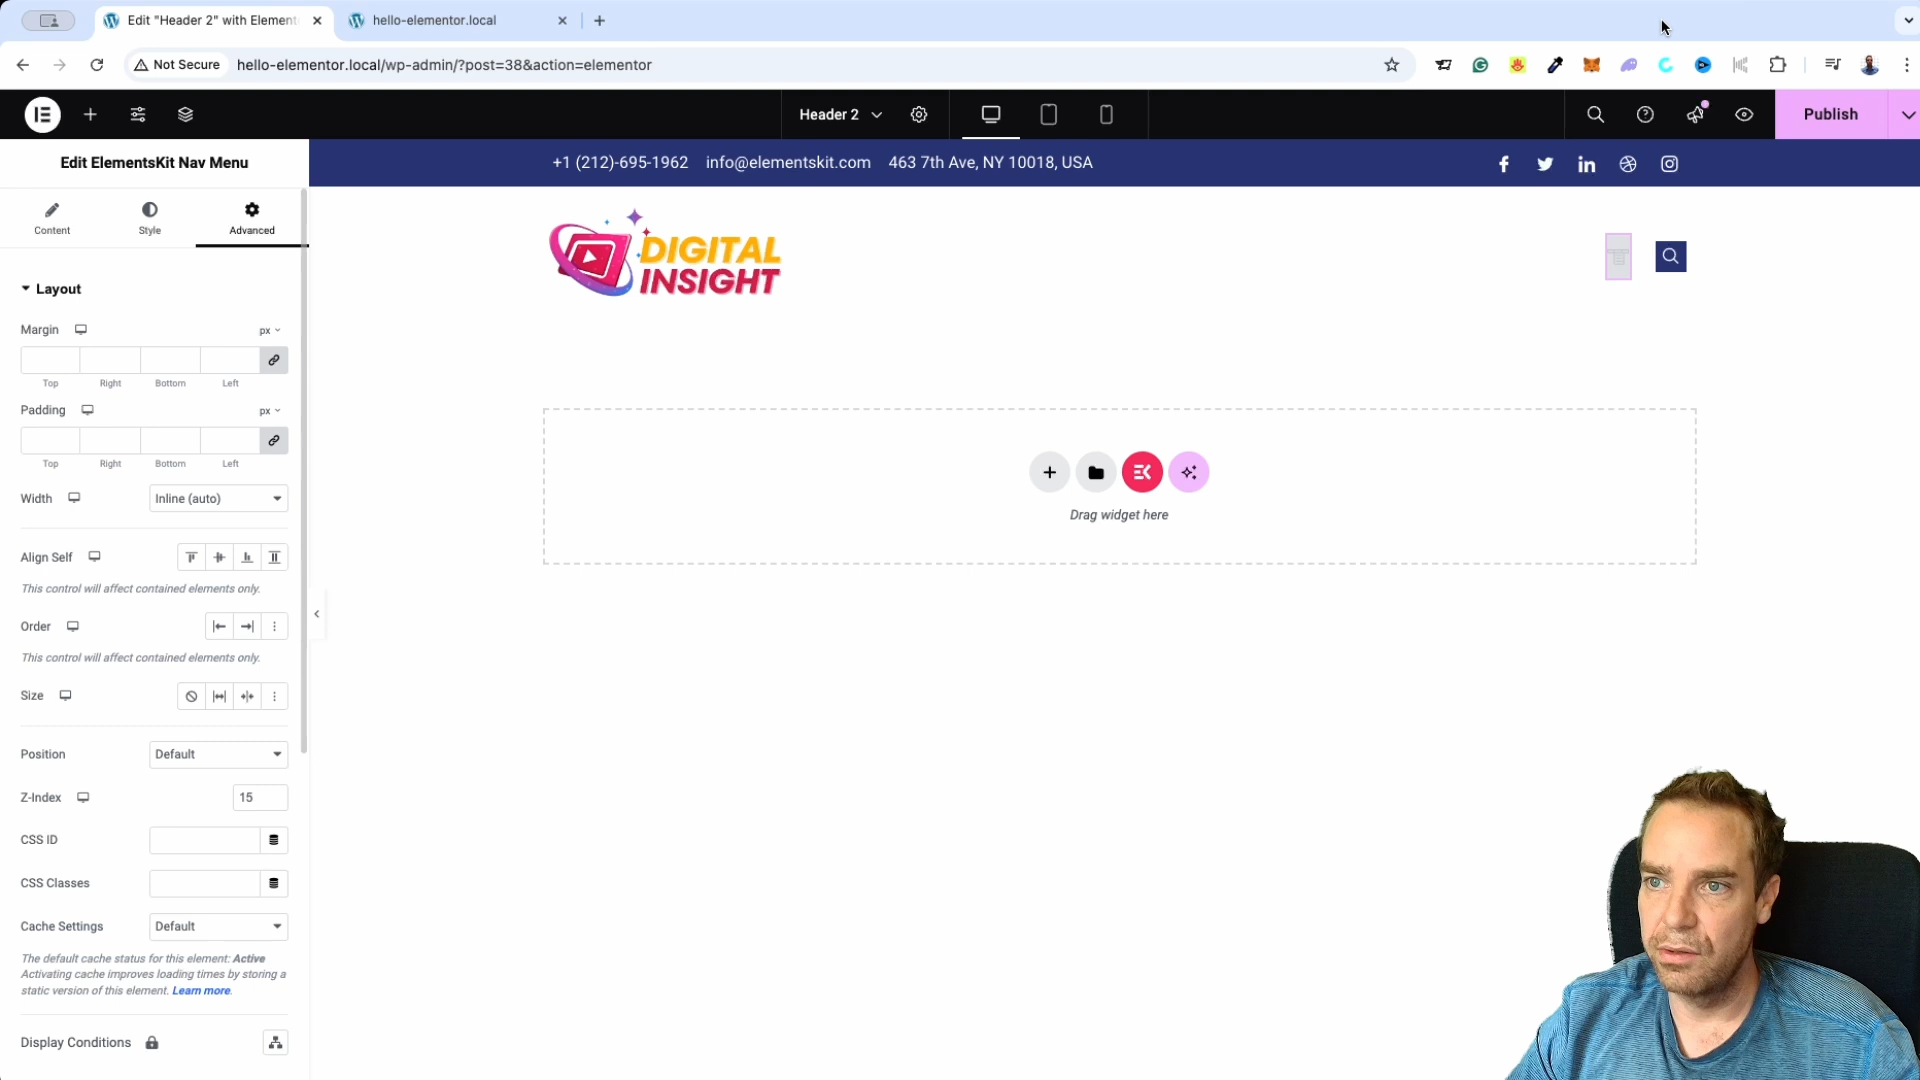 Edit "Header 2" with Element
hello-elementor.local
Not Secure
hello-elementor.local/wp-admin/?post=38&action=elementor
Header 2
Publish
Edit ElementsKit Nav Menu
+1 (212)-695-1962
info@elementskit.com
463 7th Ave, NY 10018, USA
Content
Style
Advanced
DIGITAL
INSIGHT
Layout
Margin
px
Top
Right
Bottom
Left
Padding
px
Top
Right
Bottom
Left
Width
Inline (auto)
Drag widget here
Align Self
This control will affect contained elements only.
Order
This control will affect contained elements only.
Size
Position
Default
Z-Index
15
CSS ID
CSS Classes
Cache Settings
Default
The default cache status for this element: Active
Activating cache improves loading times by storing a
static version of this element. Learn more.
Display Conditions